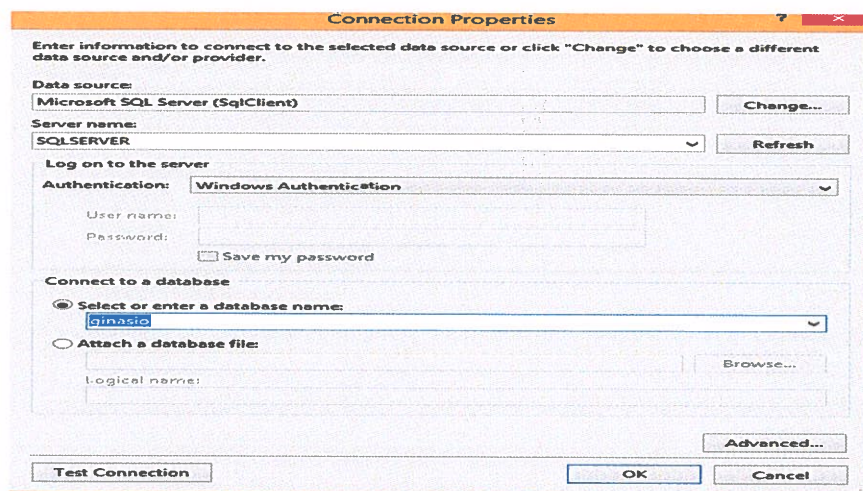 Connection Properties
? ×
Enter information to connect to the selected data source or click "Change" to choose a different
data source and/or provider.
Data source:
Microsoft SQL Server (SqlClient)
Change...
Server name:
SQLSERVER
Refresh
Log on to the server
Authentication: Windows Authentication
User name:
Password:
Save my password
Connect to a database
Select or enter a database name:
ginasio
Attach a database file:
Browse...
Logical name:
Advanced...
Test Connection
OK
Cancel